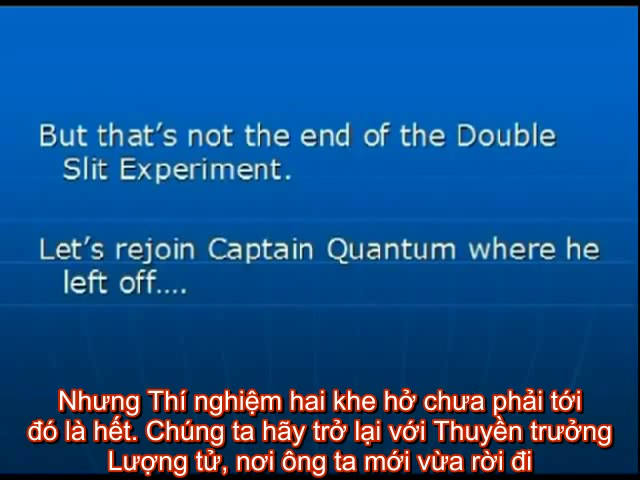 But that's not the end of the Double
Slit Experiment.
Let's rejoin Captain Quantum where he
left off....
Nhưng Thí nghiệm hai khe hở chưa phải tới
đó là hết. Chúng ta hãy trở lại với Thuyền trưởng
Lượng tử, nơi ông ta mới vừa rời đi